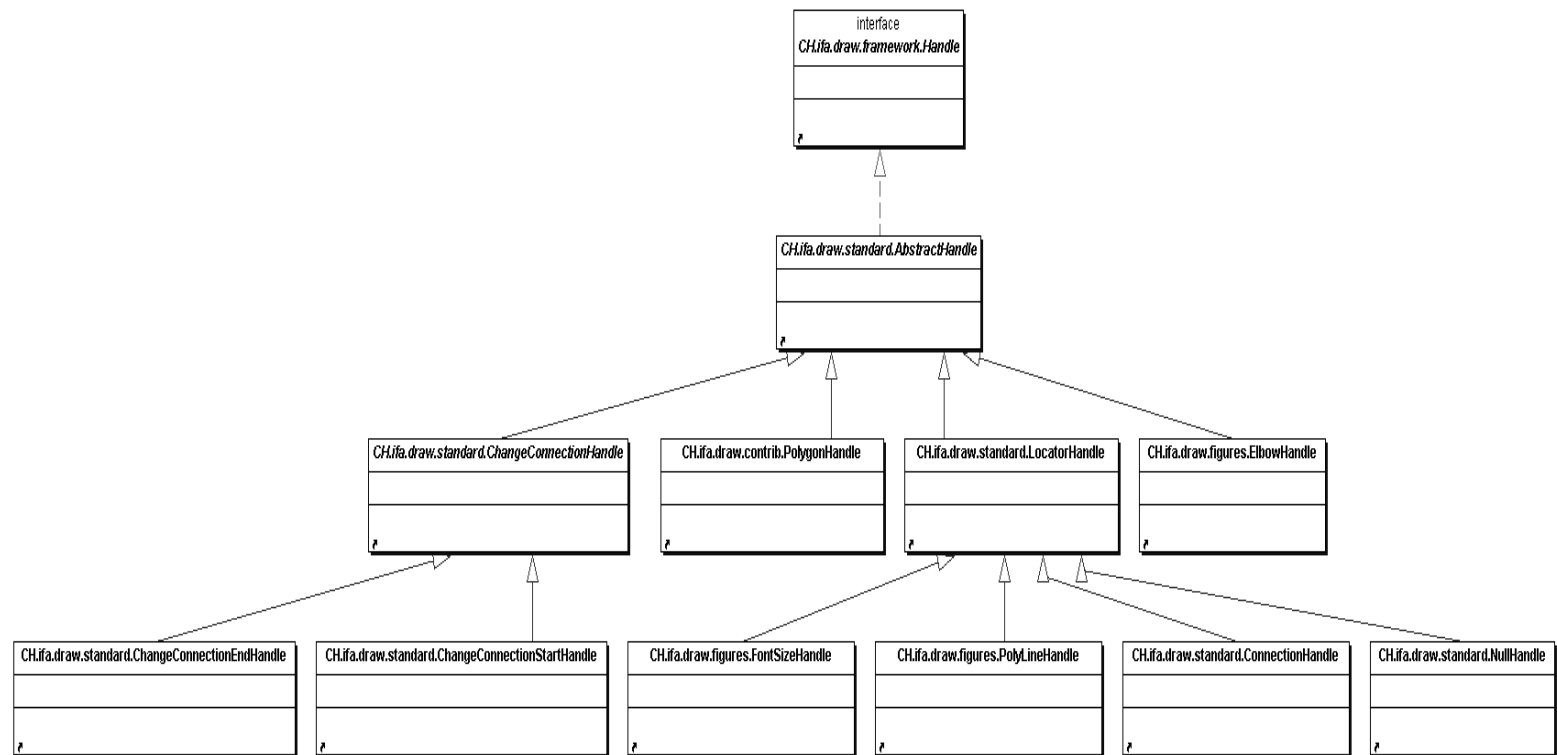 interface
CH.ifa.draw.framework.Handle
CH.ifa.draw.standard.AbstractHandle
CH.ifa.draw.standard.ChangeConnectionHandle
CH.ifa.draw.contrib.PolygonHandle
CH.ifa.draw.standard.LocatorHandle
CH.ifa.draw.figures.ElbowHandle
CH.ifa.draw.standard.ChangeConnectionEndHandle
CH.ifa.draw.standard.ChangeConnectionStartHandle
CH.ifa.draw.figures.FontSizeHandle
CH.ifa.draw.figures.PolyLineHandle
CH.ifa.draw.standard.ConnectionHandle
CH.ifa.draw.standard.NullHandle